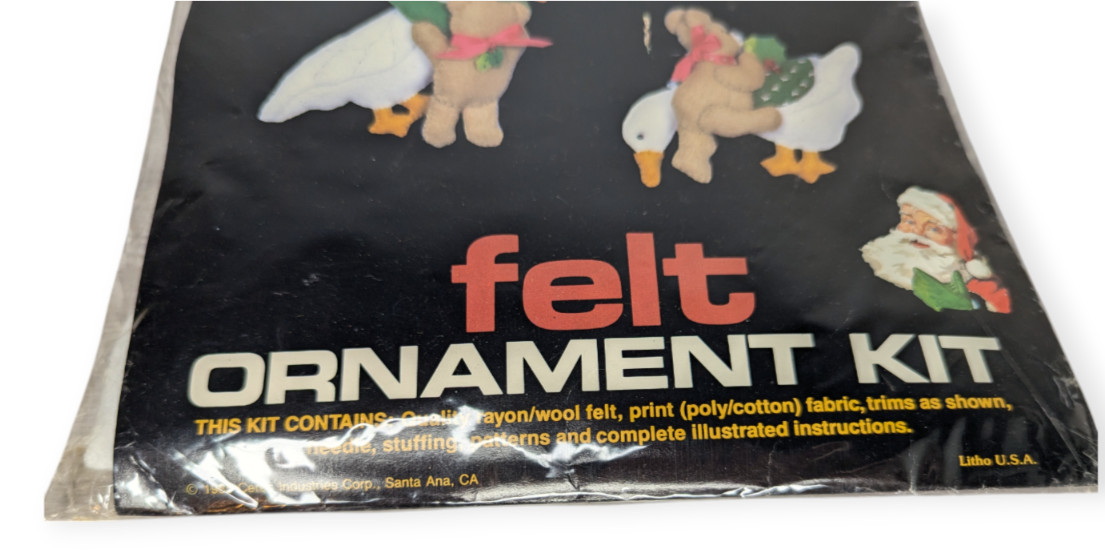 felt
ORNAMENT KIT
THIS KIT CONTAINS: Quality rayon/wool felt, print (poly/cotton) fabric, trims as shown,
needle, stuffing, patterns and complete illustrated instructions.
Litho U.S.A.
© Industries Corp., Santa Ana, CA